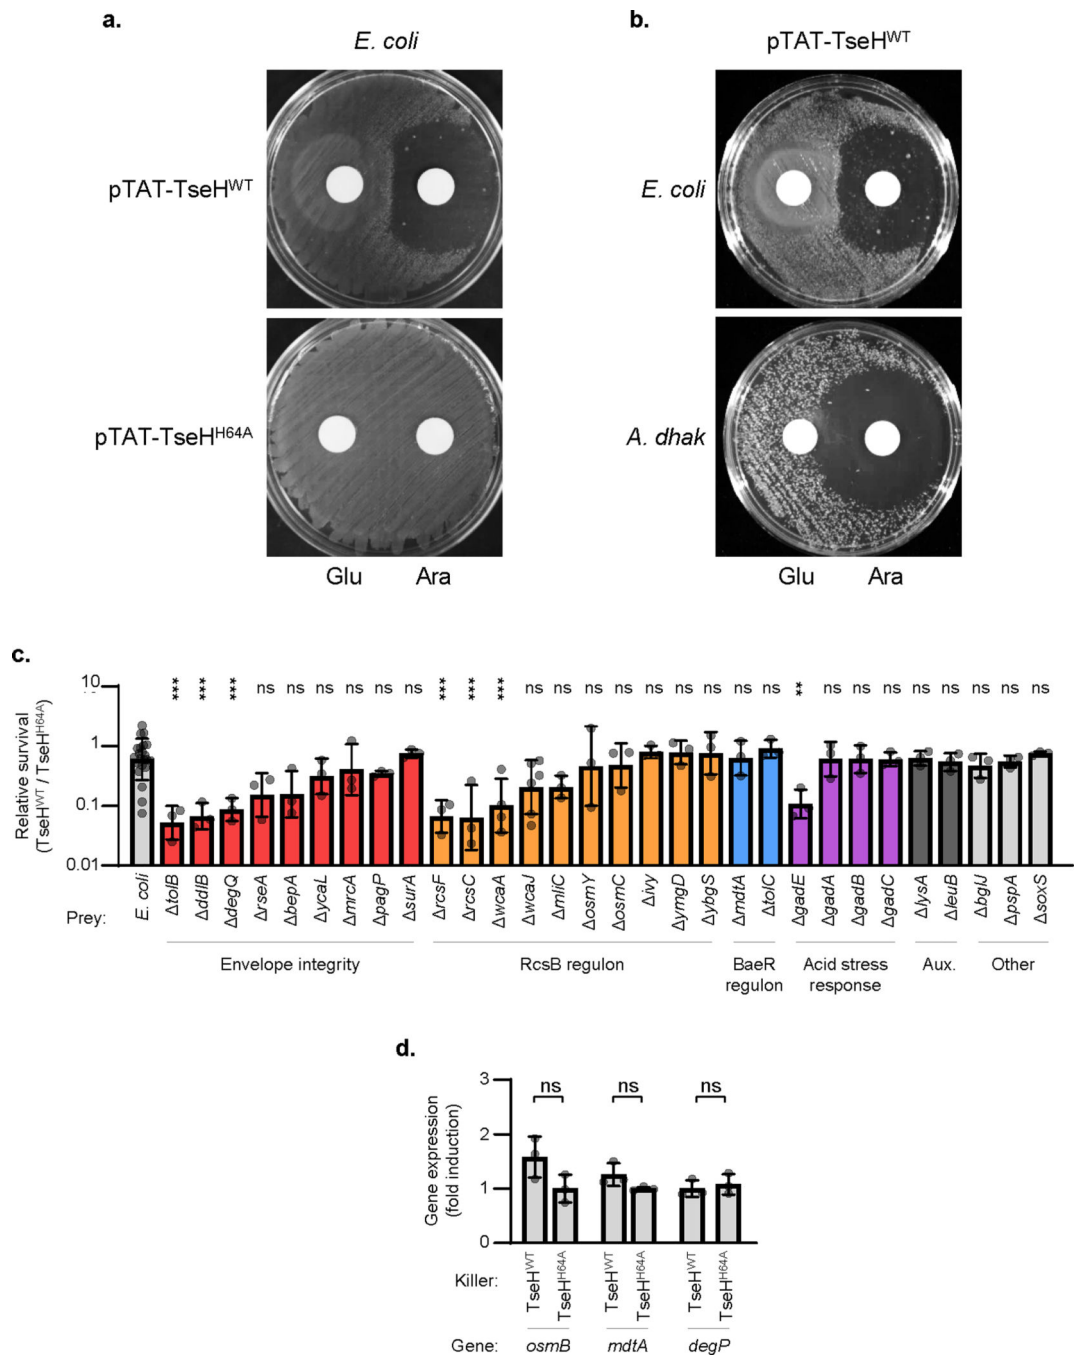 a.
E. coli
pTAT-TseHWT
pTAT-TseHH64A
Glu Ara
b.
pTAT-TseHWT
E. coli
A. dhak
Glu Ara
c.
Relative survival
(TseHWT / TseHH64A)
10
1
0.1
0.01
*** *** *** ns ns ns ns ns ns *** *** *** ns ns ns ns ns ns ns ns ns ** ns ns ns ns ns ns ns ns
Prey: E. coli ΔtolB ΔddlB ΔdegQ ΔrseA ΔbepA ΔycaL ΔmrcA ΔpagP ΔsurA ΔrcsF ΔrcsC ΔwcaA ΔwcaJ ΔmliC ΔosmY ΔosmC Δivy ΔymgD ΔybgS ΔmdtA ΔtolC ΔgadE ΔgadA ΔgadB ΔgadC ΔlysA ΔleuB ΔbglJ ΔpspA ΔsoxS
Envelope integrity RcsB regulon BaeR Acid stress Aux. Other
regulon response
d.
Gene expression
(fold induction)
3
2
1
0
ns ns ns
Killer: TseHWT TseHH64A TseHWT TseHH64A TseHWT TseHH64A
Gene: osmB mdtA degP